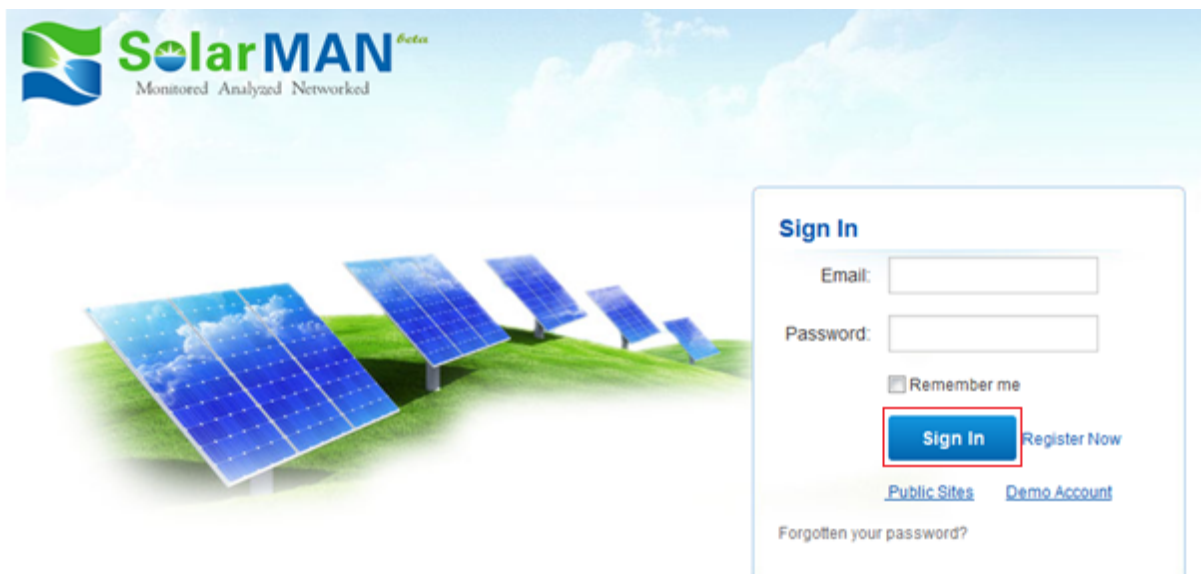 SolarMAN beta
Monitored Analyzed Networked
Sign In
Email:
Password:
Remember me
Sign In Register Now
Public Sites Demo Account
Forgotten your password?